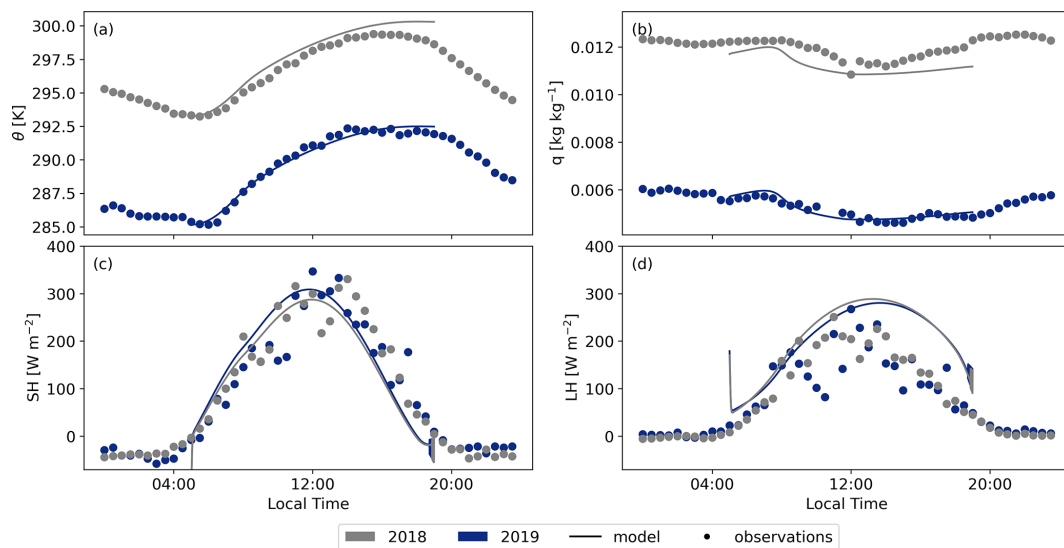 (a)
300.0
297.5
295.0
292.5
290.0
287.5
285.0
θ [K]
(b)
0.012
0.010
0.008
0.006
q [kg kg⁻¹]
(c)
400
300
200
100
0
SH [W m⁻²]
04:00 12:00 20:00
Local Time
(d)
400
300
200
100
0
LH [W m⁻²]
04:00 12:00 20:00
Local Time
2018 2019 model observations